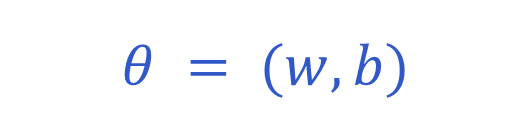 θ = (w, b)